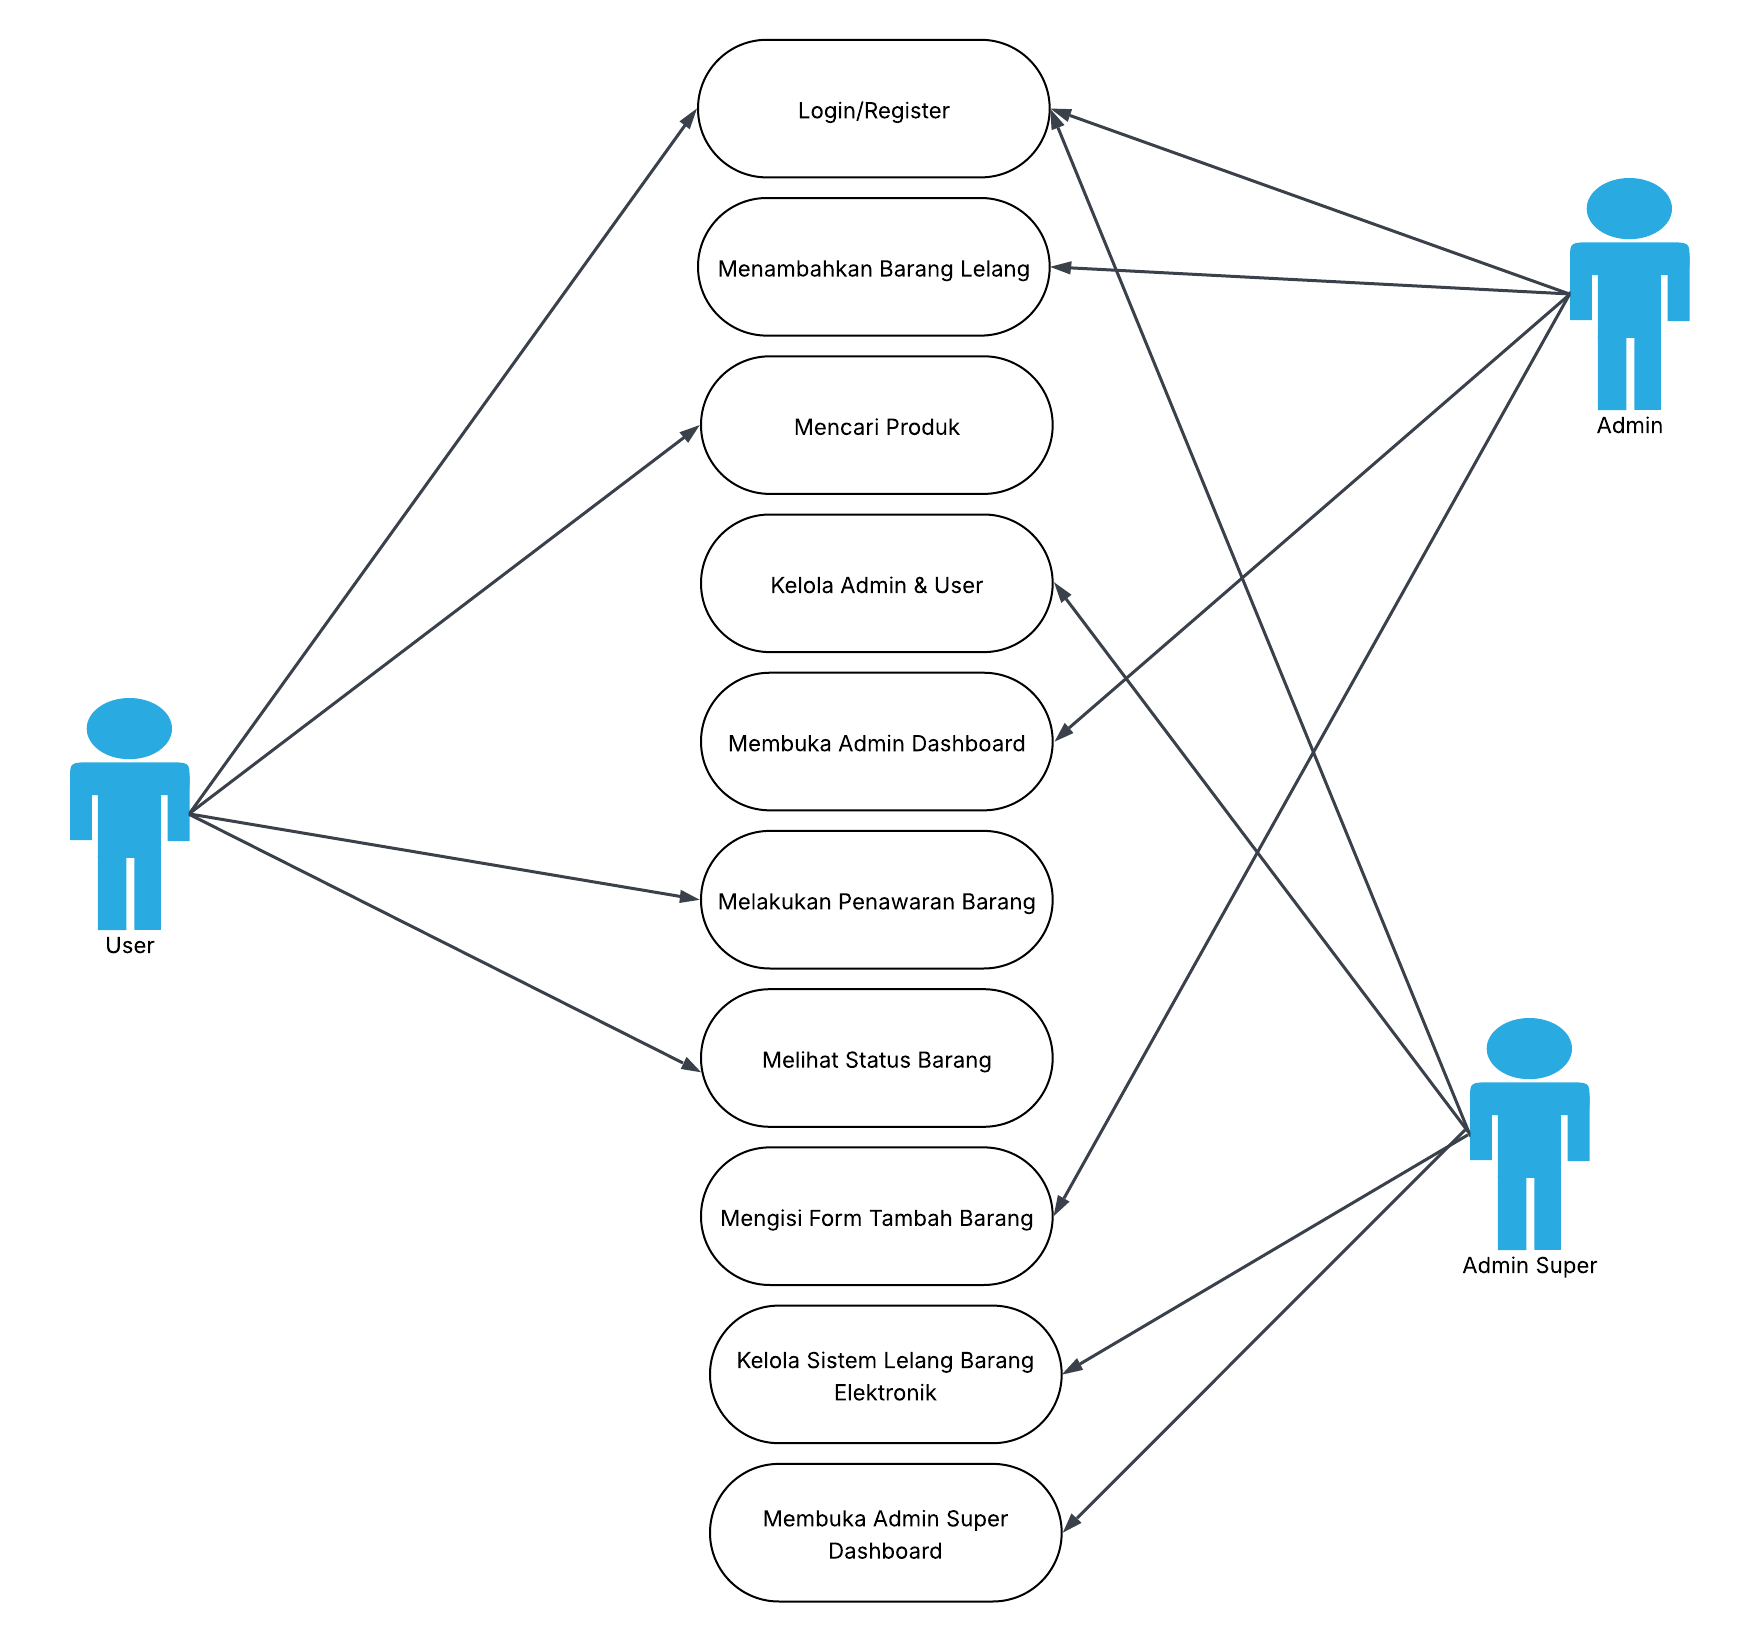 Login/Register
Menambahkan Barang Lelang
Mencari Produk
Admin
Kelola Admin & User
Membuka Admin Dashboard
Melakukan Penawaran Barang
User
Melihat Status Barang
Mengisi Form Tambah Barang
Admin Super
Kelola Sistem Lelang Barang
Elektronik
Membuka Admin Super
Dashboard